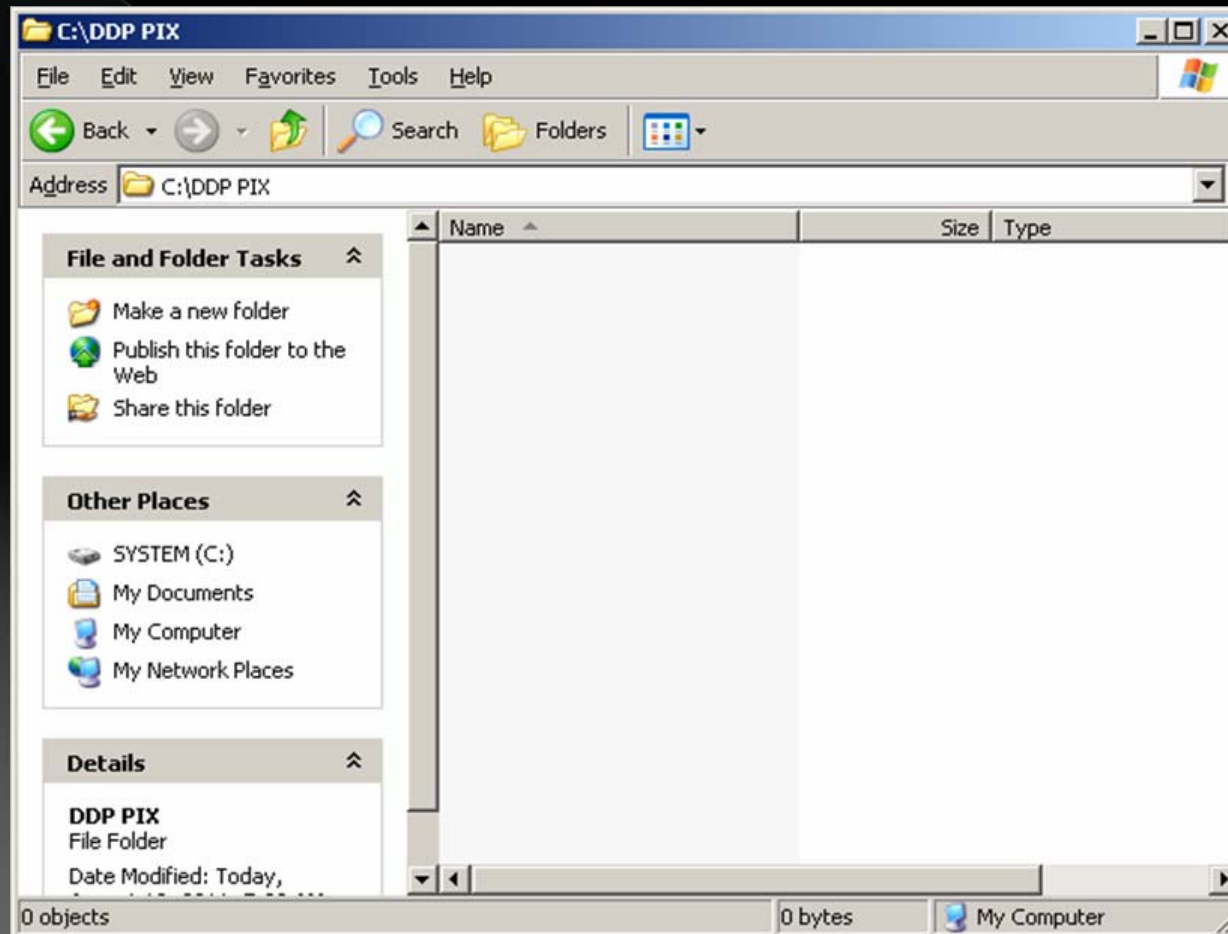 C:\DDP PIX
File Edit View Favorites Tools Help
Back Search Folders
Address C:\DDP PIX
Name Size Type
File and Folder Tasks
Make a new folder
Publish this folder to the
Web
Share this folder
Other Places
SYSTEM (C:)
My Documents
My Computer
My Network Places
Details
DDP PIX
File Folder
Date Modified: Today,
0 objects 0 bytes My Computer